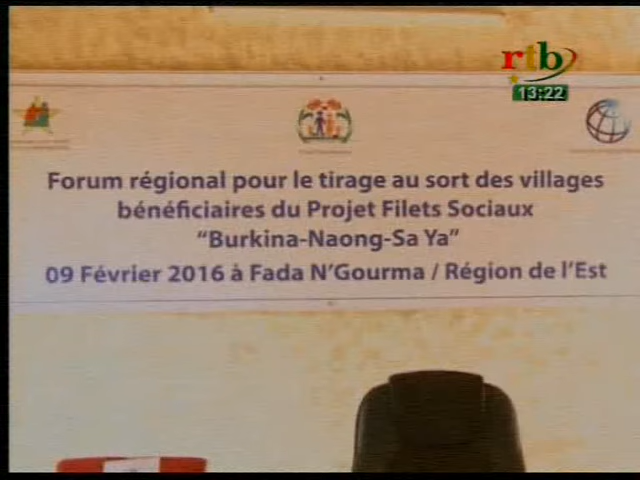 rtb
13:22
Forum régional pour le tirage au sort des villages
bénéficiaires du Projet Filets Sociaux
“Burkina-Naong-Sa Ya”
09 Février 2016 à Fada N’Gourma / Région de l’Est